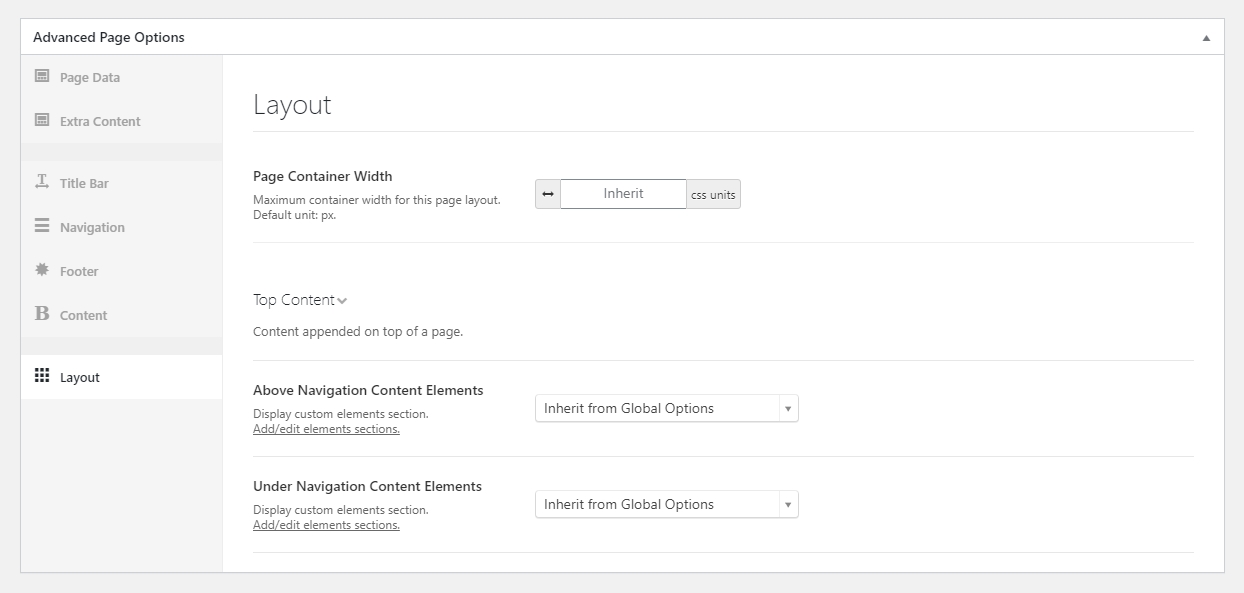 Advanced Page Options
Page Data
Extra Content
Title Bar
Navigation
Footer
Content
Layout
Layout
Page Container Width
Maximum container width for this page layout.
Default unit: px.
Inherit
css units
Top Content
Content appended on top of a page.
Above Navigation Content Elements
Display custom elements section.
Add/edit elements sections.
Inherit from Global Options
Under Navigation Content Elements
Display custom elements section.
Add/edit elements sections.
Inherit from Global Options